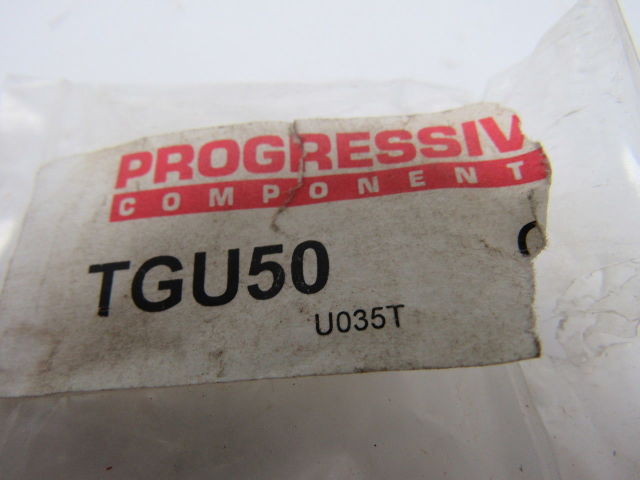 PROGRESSIV
COMPONENT
TGU50
U035T